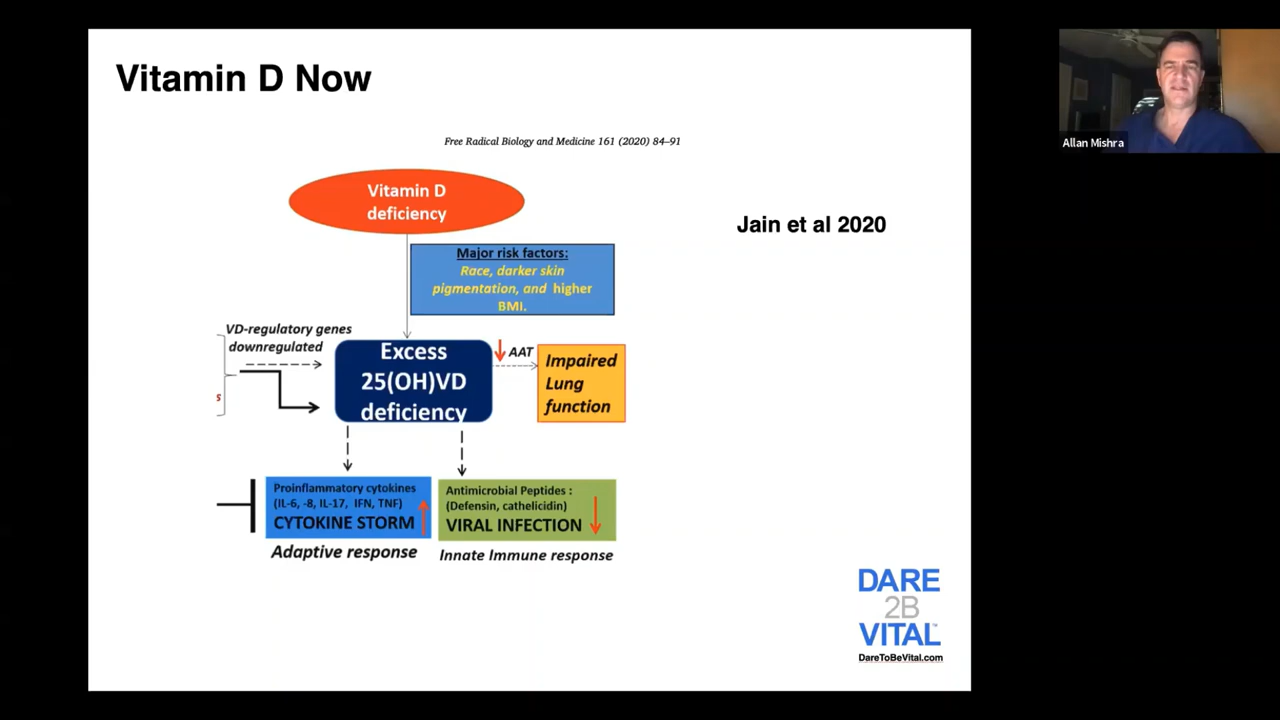 Vitamin D Now
Allan Mishra
Free Radical Biology and Medicine 161 (2020) 84–91
Vitamin D
deficiency
Jain et al 2020
Major risk factors:
Race, darker skin
pigmentation, and higher
BMI.
VD-regulatory genes
downregulated
s
Excess
25(OH)VD
deficiency
AAT
Impaired
Lung
function
Proinflammatory cytokines
(IL-6, -8, IL-17, IFN, TNF)
CYTOKINE STORM
Adaptive response
Antimicrobial Peptides :
(Defensin, cathelicidin)
VIRAL INFECTION
Innate Immune response
DARE
2B
VITAL™
DareToBeVital.com